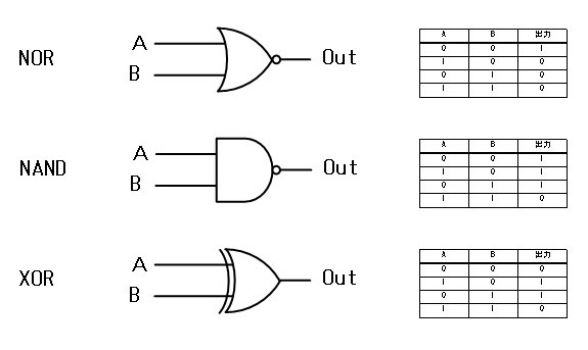 NOR
A
B
Out
A B 出力
0 0 1
1 0 0
0 1 0
1 1 0
NAND
A
B
Out
A B 出力
0 0 1
1 0 1
0 1 1
1 1 0
XOR
A
B
Out
A B 出力
0 0 0
1 0 1
0 1 1
1 1 0